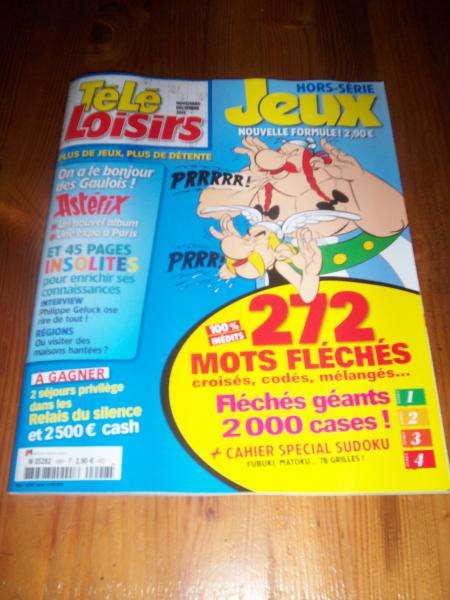 TéLé
LoiSirs
NOVEMBRE
DÉCEMBRE
HORS-SÉRIE
Jeux
NOUVELLE FORMULE! 2,90€
PLUS DE JEUX, PLUS DE DÉTENTE
On a le bonjour
des Gaulois !
Astérix
Un nouvel album
Une expo à Paris
ET 45 PAGES
INSOLITES
pour enrichir ses
connaissances
INTERVIEW
Philippe Geluck ose
rire de tout !
RÉGIONS
Où visiter des
maisons hantées ?
PRRRRR!
PRRR!
À GAGNER
2 séjours privilège
dans les
Relais du silence
et 2500€ cash
100%
INÉDITS
272
MOTS FLÉCHÉS
croisés, codés, mélangés...
Fléchés géants
2000 cases !
+ CAHIER SPÉCIAL SUDOKU
FUBUKI, MATOKU... 78 GRILLES !
1
2
3
4